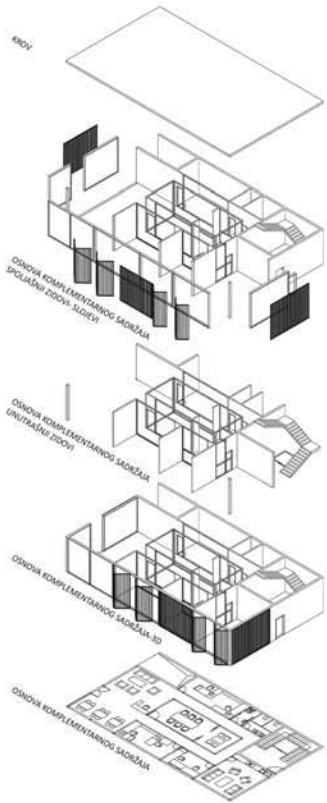 KROV
OSNOVA KOMPLEMENTARNOG SADRŽAJA
SPOLJAŠNJI ZIDOVI- SLOJEVI
OSNOVA KOMPLEMENTARNOG SADRŽAJA
UNUTRAŠNJI ZIDOVI
OSNOVA KOMPLEMENTARNOG SADRŽAJA-3D
OSNOVA KOMPLEMENTARNOG SADRŽAJA